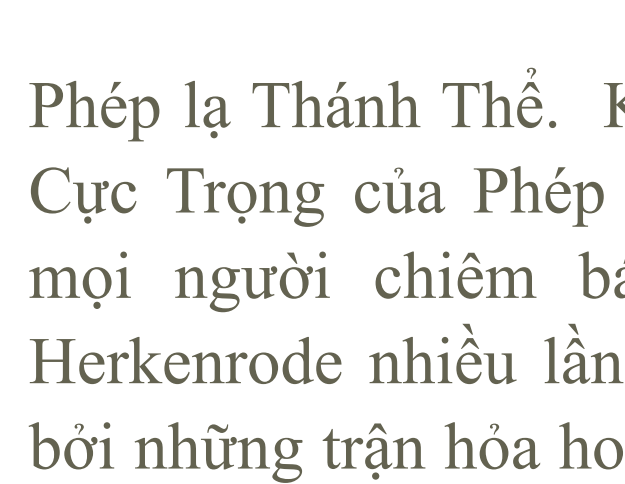 Phép lạ Thánh Thể.
Cực Trọng của Phép
mọi người chiêm
Herkenrode nhiều lần
bởi những trận hỏa